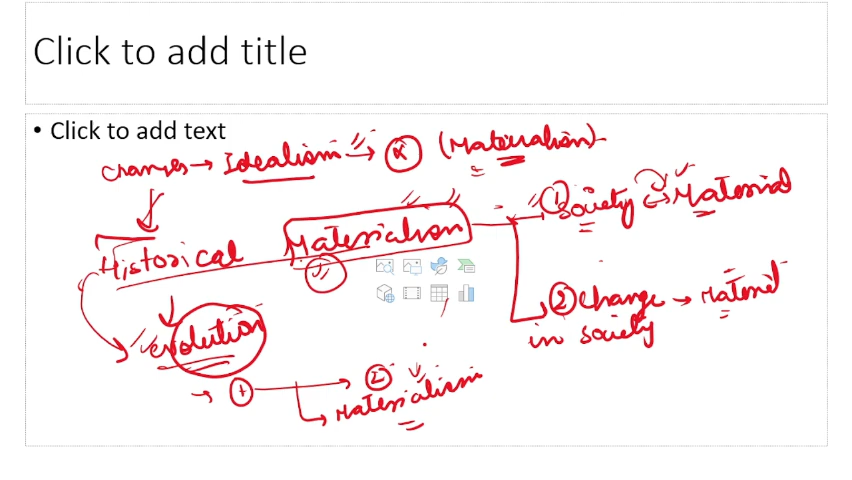 Click to add title
• Click to add text
Changes → Idealism → (Materialism)
① Society ↔ Material
Historical Materialism
② Change → Material
in Society
evolution
→ ②
Materialism